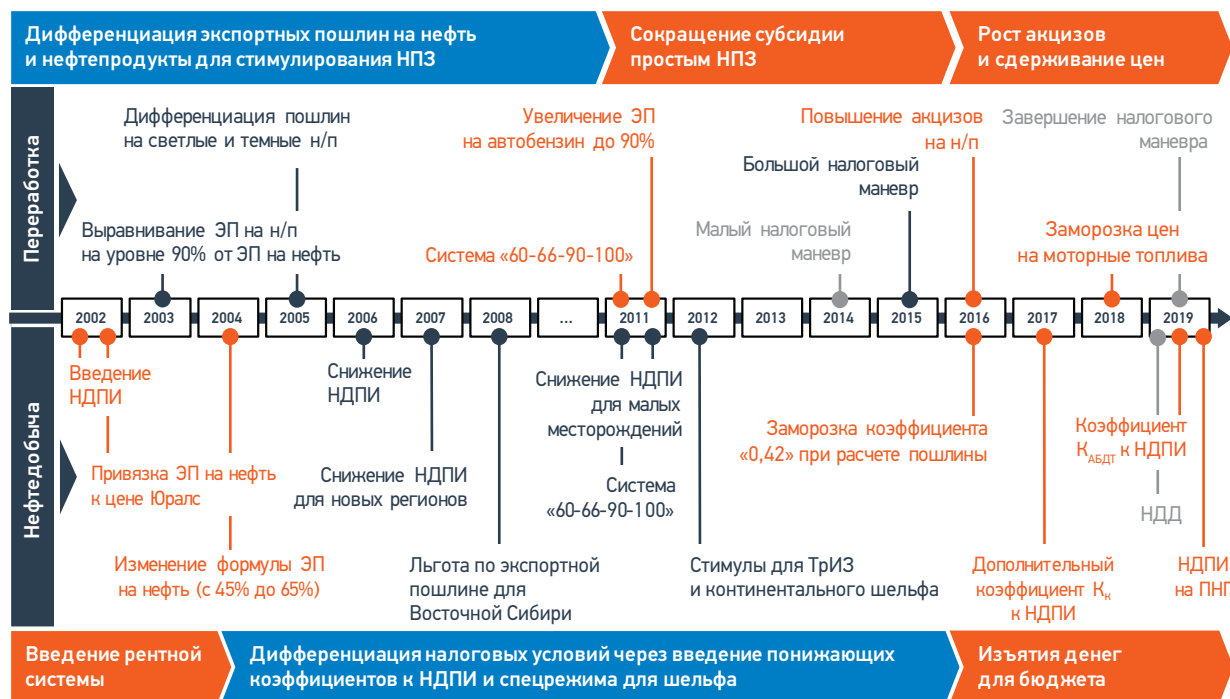 Дифференциация экспортных пошлин на нефть
и нефтепродукты для стимулирования НПЗ
Сокращение субсидии
простым НПЗ
Рост акцизов
и сдерживание цен
Переработка
Дифференциация пошлин
на светлые и темные н/п
Выравнивание ЭП на н/п
на уровне 90% от ЭП на нефть
Увеличение ЭП
на автобензин до 90%
Система «60-66-90-100»
Малый налоговый
маневр
Большой налоговый
маневр
Повышение акцизов
на н/п
Завершение налогового
маневра
Заморозка цен
на моторные топлива
2002
2003
2004
2005
2006
2007
2008
...
2011
2012
2013
2014
2015
2016
2017
2018
2019
Нефтедобыча
Введение
НДПИ
Привязка ЭП на нефть
к цене Юралс
Изменение формулы ЭП
на нефть (с 45% до 65%)
Снижение
НДПИ
Снижение НДПИ
для новых регионов
Льгота по экспортной
пошлине для
Восточной Сибири
Снижение НДПИ
для малых
месторождений
Система
«60-66-90-100»
Стимулы для ТрИЗ
и континентального шельфа
Заморозка коэффициента
«0,42» при расчете пошлины
Дополнительный
коэффициент Кк
к НДПИ
Коэффициент
КАБДТ к НДПИ
НДД
НДПИ
на ПНГ
Введение рентной
системы
Дифференциация налоговых условий через введение понижающих
коэффициентов к НДПИ и спецрежима для шельфа
Изъятия денег
для бюджета